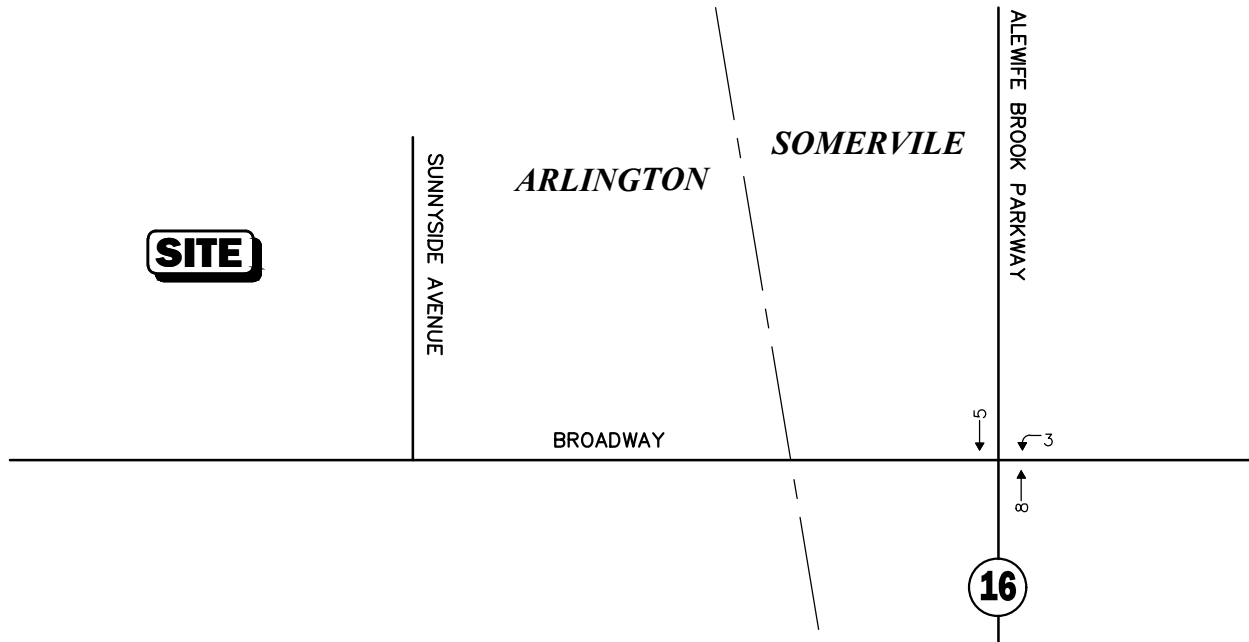 ALEWIFE BROOK PARKWAY
SOMERVILE
ARLINGTON
SUNNYSIDE AVENUE
SITE
BROADWAY
5
3
8
16